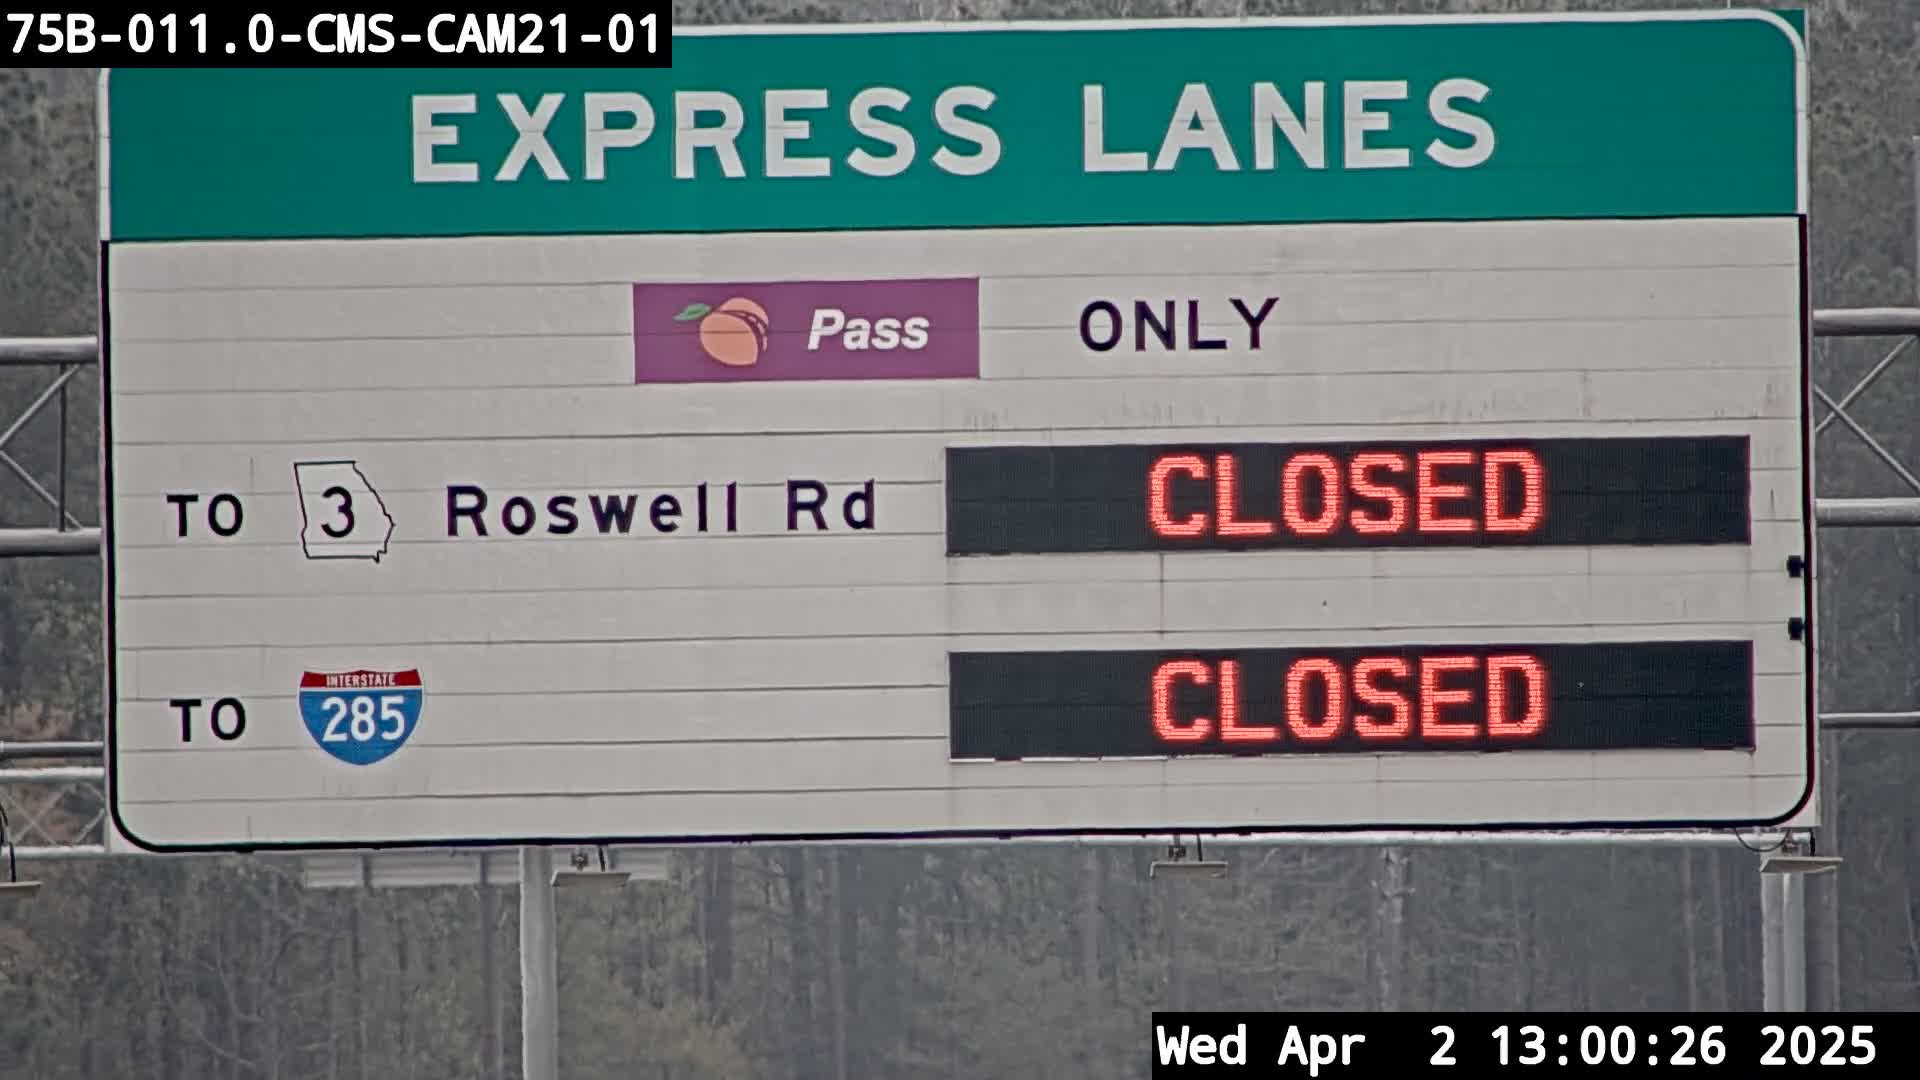 75B-011.0-CMS-CAM21-01
EXPRESS LANES
Pass ONLY
TO 3 Roswell Rd CLOSED
INTERSTATE
TO 285 CLOSED
Wed Apr 2 13:00:26 2025